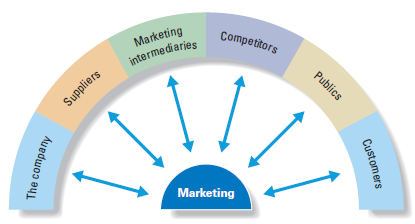 The company
Suppliers
Marketing
intermediaries
Competitors
Publics
Customers
Marketing